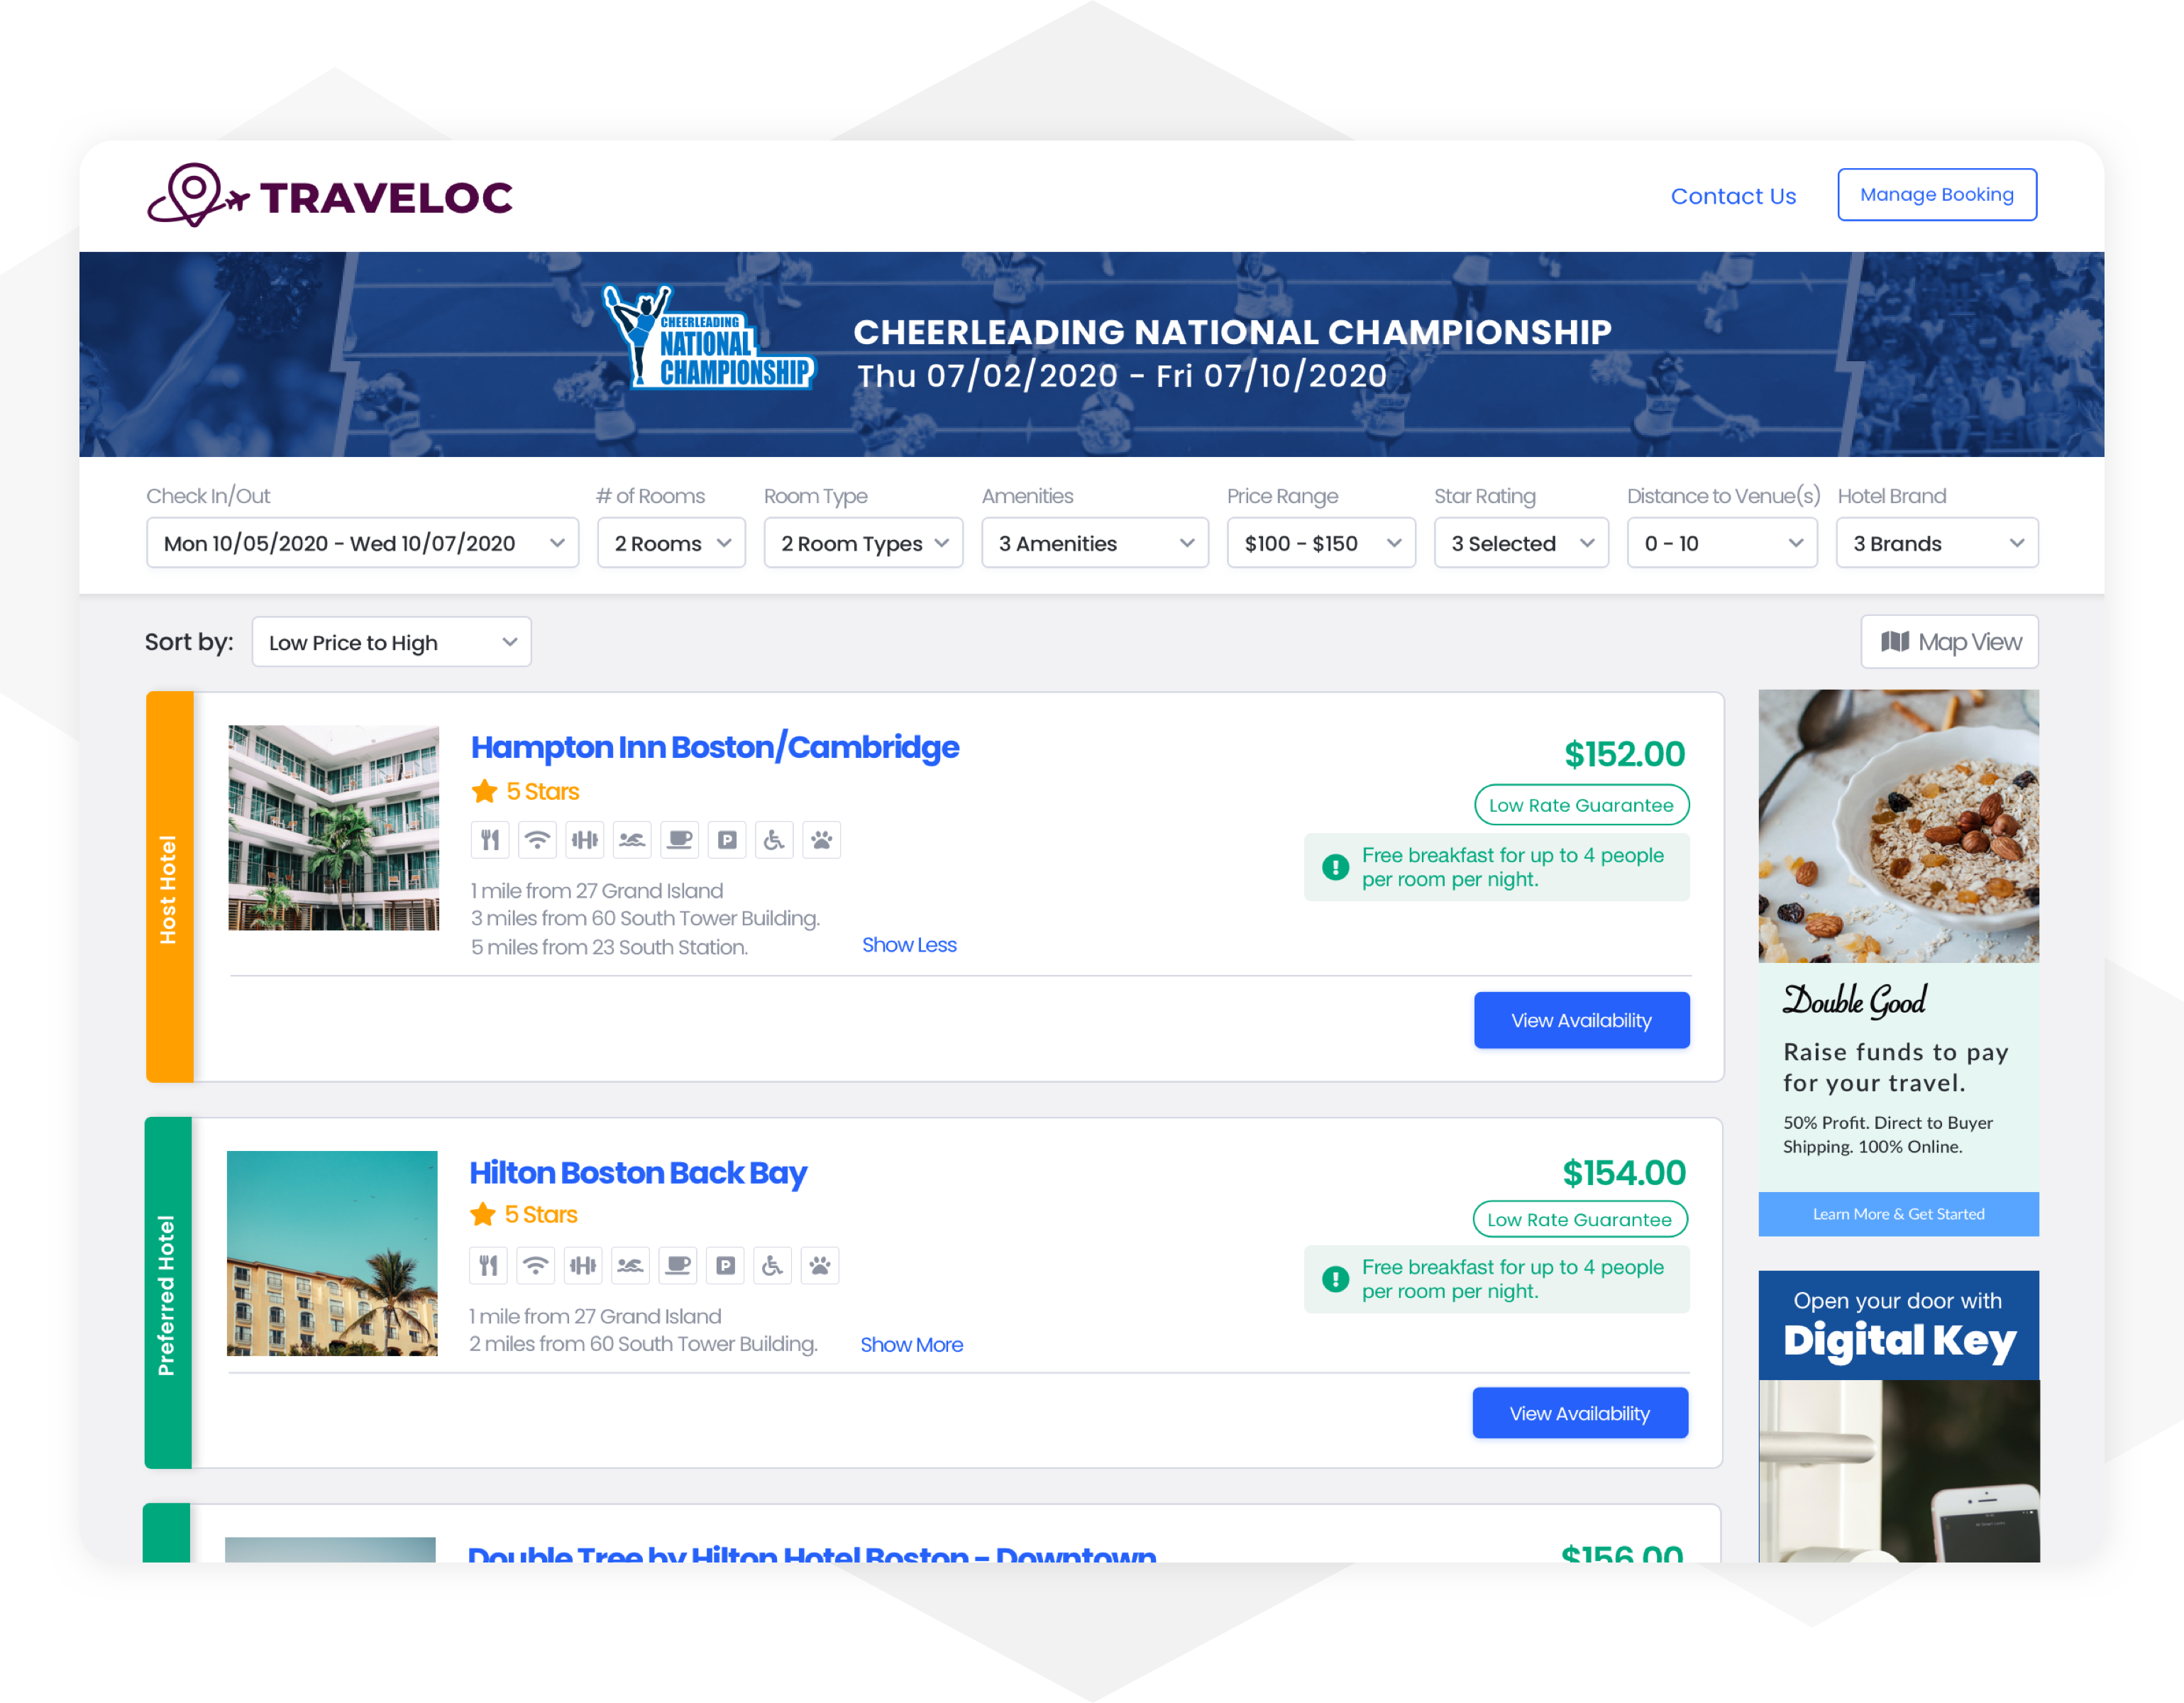 TRAVELOC
Contact Us
Manage Booking
CHEERLEADING
NATIONAL
CHAMPIONSHIP
CHEERLEADING NATIONAL CHAMPIONSHIP
Thu 07/02/2020 - Fri 07/10/2020
Check In/Out
# of Rooms
Room Type
Amenities
Price Range
Star Rating
Distance to Venue(s)
Hotel Brand
Mon 10/05/2020 - Wed 10/07/2020
2 Rooms
2 Room Types
3 Amenities
$100 - $150
3 Selected
0 - 10
3 Brands
Sort by:
Low Price to High
Map View
Host Hotel
Hampton Inn Boston/Cambridge
5 Stars
P
1 mile from 27 Grand Island
3 miles from 60 South Tower Building.
5 miles from 23 South Station.
Show Less
$152.00
Low Rate Guarantee
Free breakfast for up to 4 people
per room per night.
View Availability
Preferred Hotel
Hilton Boston Back Bay
5 Stars
P
1 mile from 27 Grand Island
2 miles from 60 South Tower Building.
Show More
$154.00
Low Rate Guarantee
Free breakfast for up to 4 people
per room per night.
View Availability
Double Tree by Hilton Hotel Boston - Downtown
$156.00
Double Good
Raise funds to pay
for your travel.
50% Profit. Direct to Buyer
Shipping. 100% Online.
Learn More & Get Started
Open your door with
Digital Key